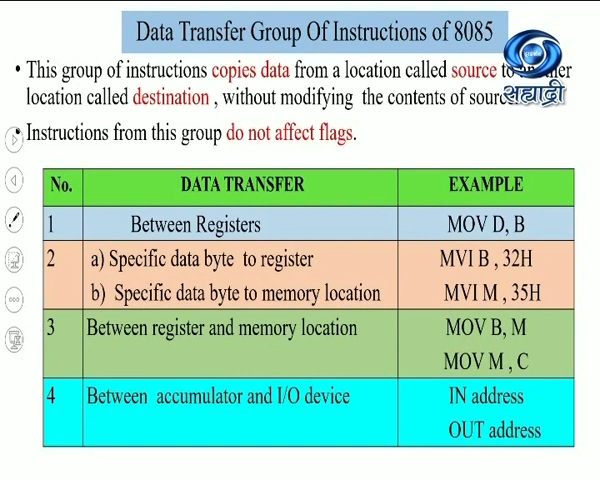 Data Transfer Group Of Instructions of 8085
• This group of instructions copies data from a location called source to
location called destination , without modifying the contents of
सह्याद्री
• Instructions from this group do not affect flags.
No. DATA TRANSFER EXAMPLE
1 Between Registers MOV D, B
2 a) Specific data byte to register MVI B , 32H
b) Specific data byte to memory location MVI M , 35H
3 Between register and memory location MOV B, M
MOV M , C
4 Between accumulator and I/O device IN address
OUT address